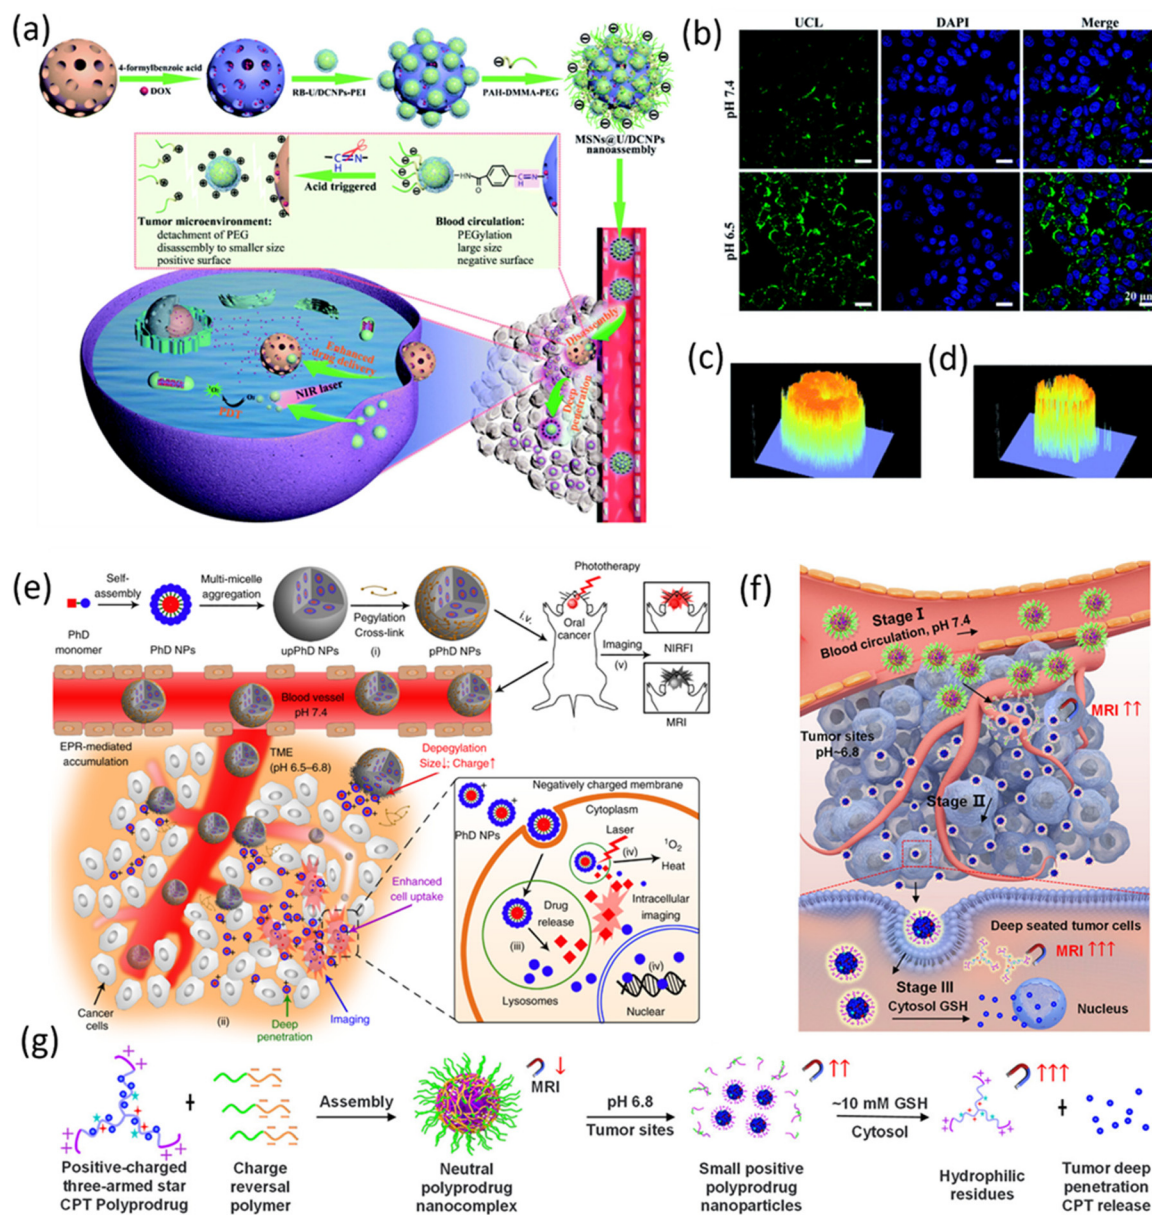 (a)
4-formylbenzoic acid
DOX
RB-U/DCNPs-PEI
PAH-DMMA-PEG
MSNs@U/DCNPs
nanoassembly
Acid triggered
Tumor microenvironment:
detachment of PEG
disassembly to smaller size
positive surface
Blood circulation:
PEGylation
large size
negative surface
Disassembly
Deep
penetration
Enhanced
drug delivery
NIR laser
PDT
¹O₂
O₂
(b)
UCL
DAPI
Merge
pH 7.4
pH 6.5
20 μm
(c)
(d)
(e)
Self-
assembly
Multi-micelle
aggregation
Pegylation
Cross-link
(i)
PhD
monomer
PhD NPs
upPhD NPs
pPhD NPs
i.v.
Phototherapy
Oral
cancer
Imaging
(v)
NIRFI
MRI
Blood vessel
pH 7.4
EPR-mediated
accumulation
TME
(pH 6.5–6.8)
Depegylation
Size↓; Charge↑
Enhanced
cell uptake
Cancer
cells
(ii)
Deep
penetration
Imaging
Negatively charged membrane
PhD NPs
Cytoplasm
Laser
(iv)
¹O₂
Heat
Drug
release
(iii)
Intracellular
imaging
Lysosomes
(iv)
Nuclear
(f)
Stage I
Blood circulation, pH 7.4
MRI ↑↑
Tumor sites
pH~6.8
Stage II
Deep seated tumor cells
MRI ↑↑↑
Stage III
Cytosol GSH
Nucleus
(g)
Positive-charged
three-armed star
CPT Polyprodrug
+
Charge
reversal
polymer
Assembly
MRI ↓
Neutral
polyprodrug
nanocomplex
pH 6.8
Tumor sites
↑↑
Small positive
polyprodrug
nanoparticles
~10 mM GSH
Cytosol
↑↑↑
Hydrophilic
residues
+
Tumor deep
penetration
CPT release